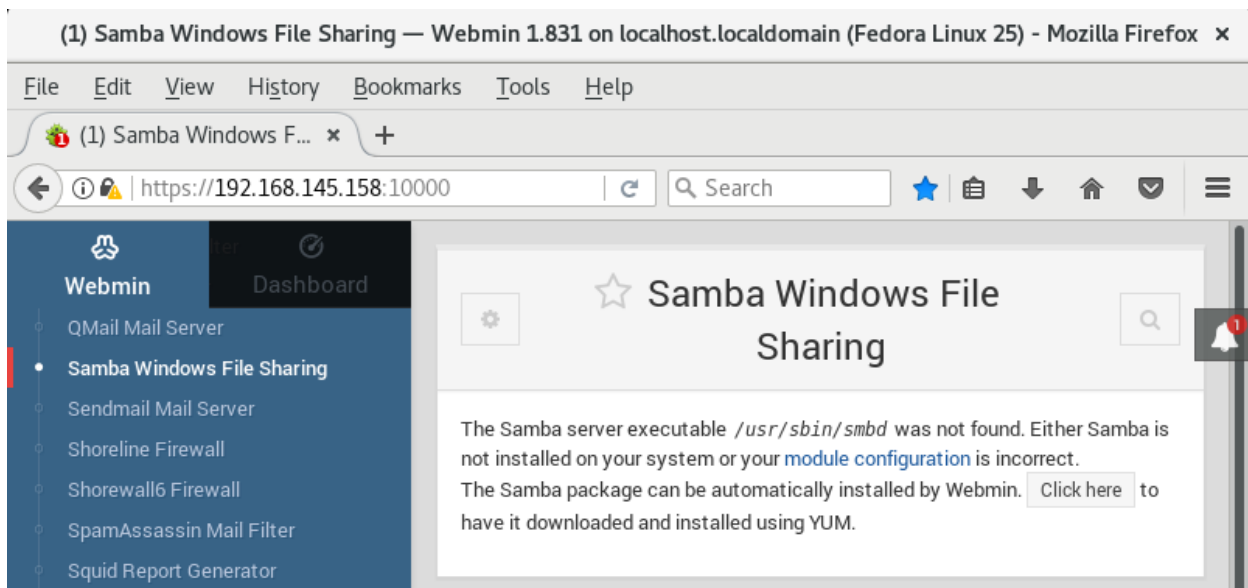 (1) Samba Windows File Sharing — Webmin 1.831 on localhost.localdomain (Fedora Linux 25) - Mozilla Firefox ×
File Edit View History Bookmarks Tools Help
1 (1) Samba Windows F... × +
https://192.168.145.158:10000 Search
Webmin
Dashboard
QMail Mail Server
Samba Windows File Sharing
Sendmail Mail Server
Shoreline Firewall
Shorewall6 Firewall
SpamAssassin Mail Filter
Squid Report Generator
Samba Windows File
Sharing
1
The Samba server executable /usr/sbin/smbd was not found. Either Samba is
not installed on your system or your module configuration is incorrect.
The Samba package can be automatically installed by Webmin. Click here to
have it downloaded and installed using YUM.